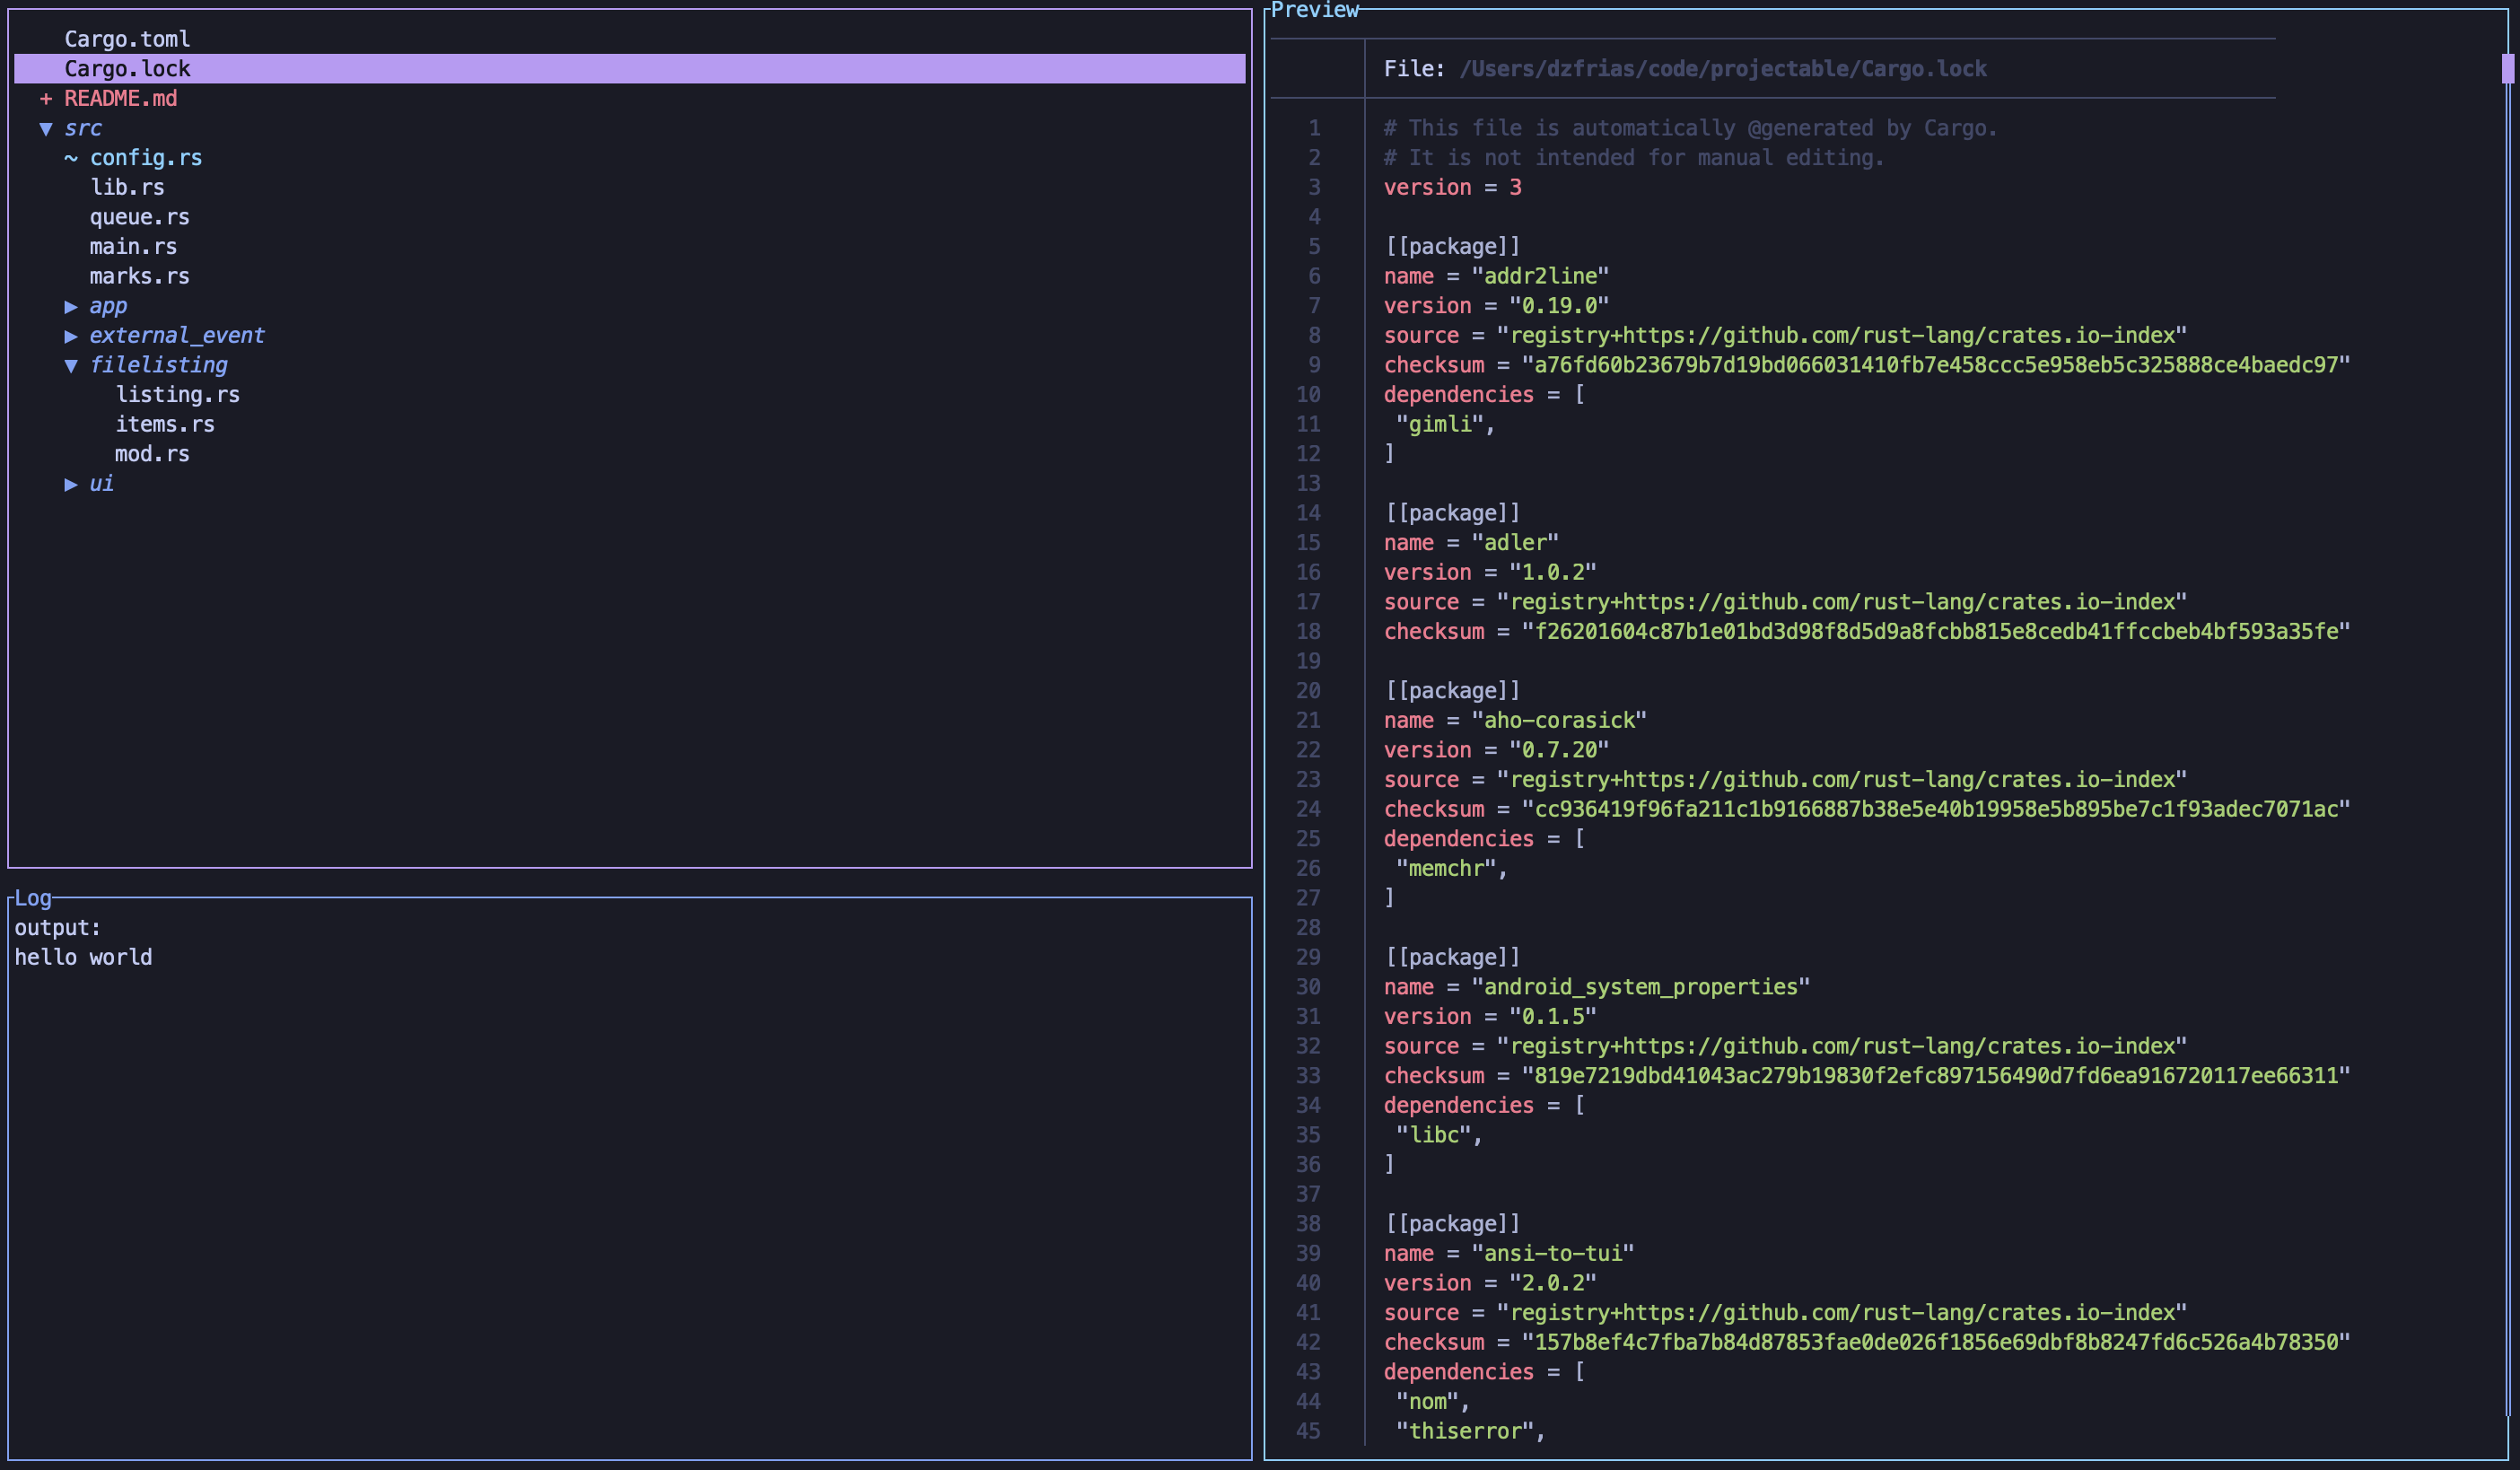 Cargo.toml
Cargo.lock
+ README.md
▼ src
~ config.rs
lib.rs
queue.rs
main.rs
marks.rs
▶ app
▶ external_event
▼ filelisting
listing.rs
items.rs
mod.rs
▶ ui
Log
output:
hello world
Preview
File: /Users/dzfrias/code/projectable/Cargo.lock
1 # This file is automatically @generated by Cargo.
2 # It is not intended for manual editing.
3 version = 3
4
5 [[package]]
6 name = "addr2line"
7 version = "0.19.0"
8 source = "registry+https://github.com/rust-lang/crates.io-index"
9 checksum = "a76fd60b23679b7d19bd066031410fb7e458ccc5e958eb5c325888ce4baedc97"
10 dependencies = [
11 "gimli",
12 ]
13
14 [[package]]
15 name = "adler"
16 version = "1.0.2"
17 source = "registry+https://github.com/rust-lang/crates.io-index"
18 checksum = "f26201604c87b1e01bd3d98f8d5d9a8fcbb815e8cedb41ffccbeb4bf593a35fe"
19
20 [[package]]
21 name = "aho-corasick"
22 version = "0.7.20"
23 source = "registry+https://github.com/rust-lang/crates.io-index"
24 checksum = "cc936419f96fa211c1b9166887b38e5e40b19958e5b895be7c1f93adec7071ac"
25 dependencies = [
26 "memchr",
27 ]
28
29 [[package]]
30 name = "android_system_properties"
31 version = "0.1.5"
32 source = "registry+https://github.com/rust-lang/crates.io-index"
33 checksum = "819e7219dbd41043ac279b19830f2efc897156490d7fd6ea916720117ee66311"
34 dependencies = [
35 "libc",
36 ]
37
38 [[package]]
39 name = "ansi-to-tui"
40 version = "2.0.2"
41 source = "registry+https://github.com/rust-lang/crates.io-index"
42 checksum = "157b8ef4c7fba7b84d87853fae0de026f1856e69dbf8b8247fd6c526a4b78350"
43 dependencies = [
44 "nom",
45 "thiserror",